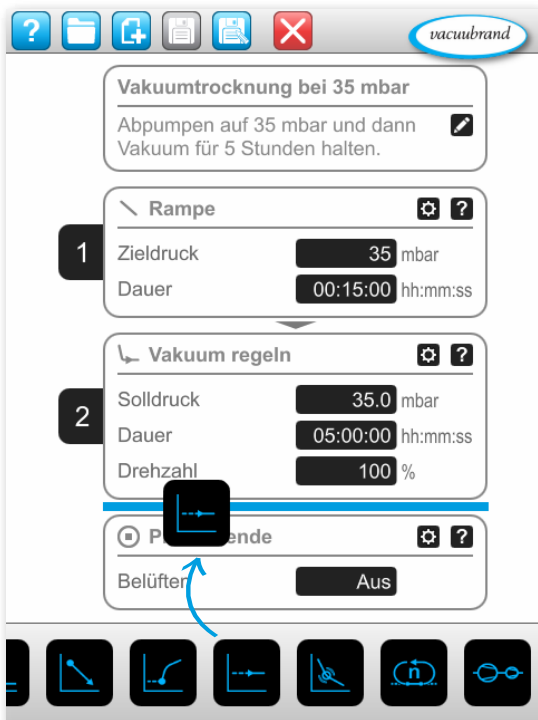 ?
vacuubrand
Vakuumtrocknung bei 35 mbar
Abpumpen auf 35 mbar und dann
Vakuum für 5 Stunden halten.
Rampe ?
1
Zieldruck 35 mbar
Dauer 00:15:00 hh:mm:ss
Vakuum regeln ?
2
Solldruck 35.0 mbar
Dauer 05:00:00 hh:mm:ss
Drehzahl 100 %
?
Belüften Aus
n